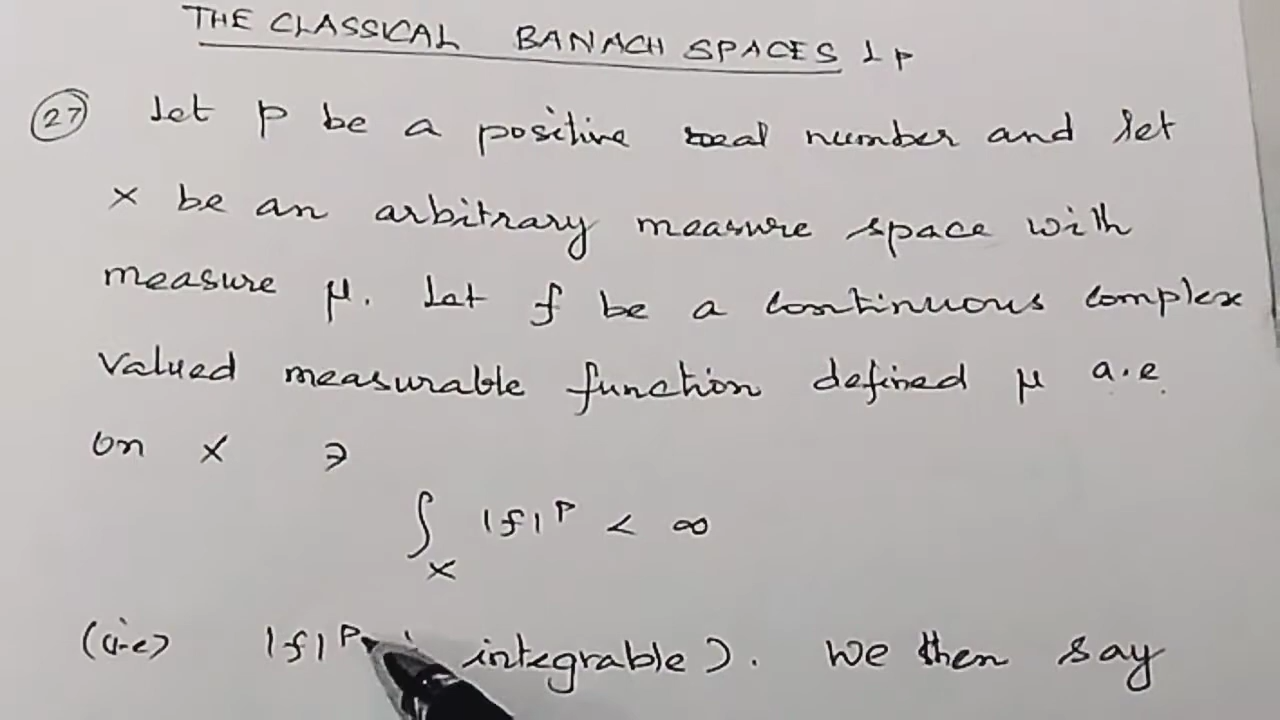 THE CLASSICAL BANACH SPACES Lp
(27) Let p be a positive real number and let
X be an arbitrary measure space with
measure μ. Let f be a continuous complex
valued measurable function defined μ a.e
on X ∋
∫_X |f|^p < ∞
(i.e) |f|^p integrable). We then say